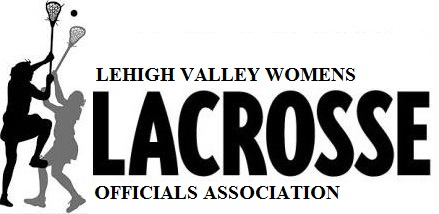 LEHIGH VALLEY WOMENS
LACROSSE
OFFICIALS ASSOCIATION